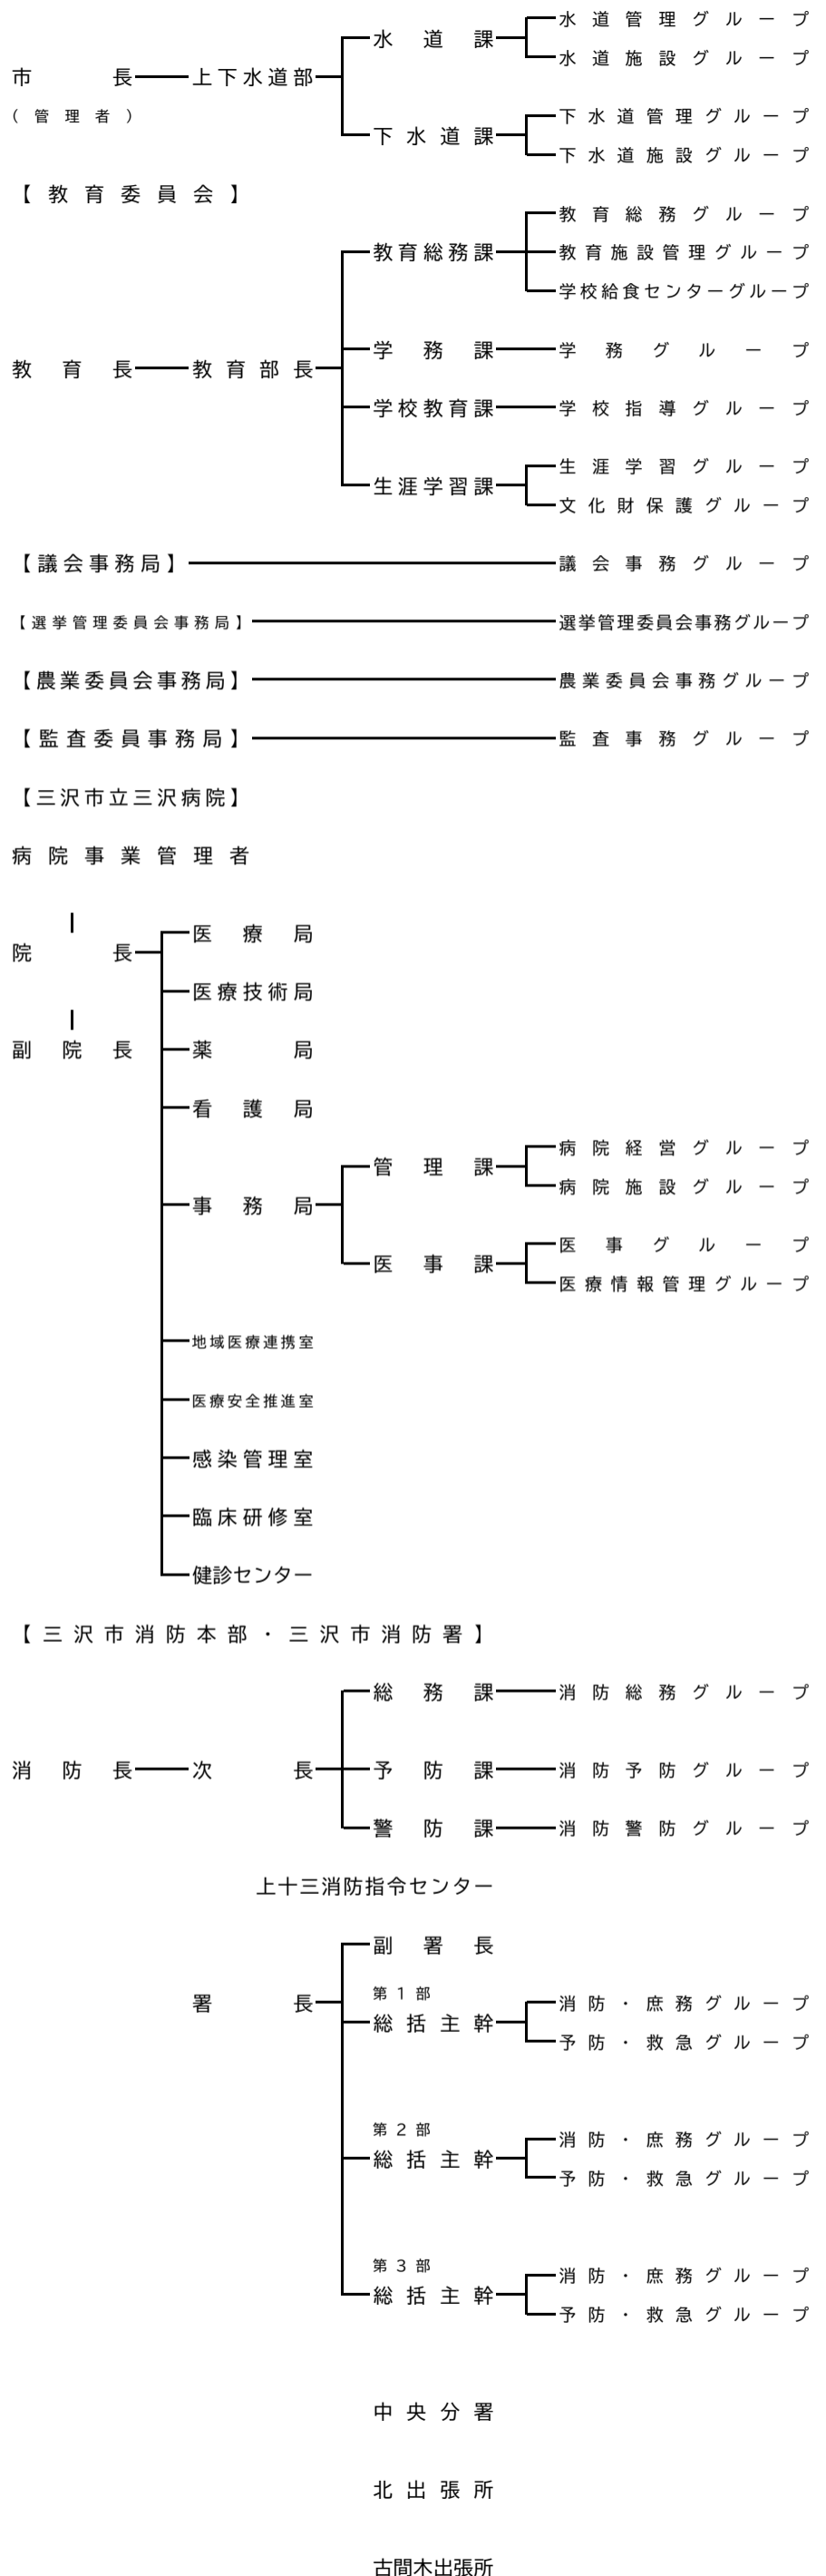 水道管理グループ
水道課
水道施設グループ
市長 上下水道部
（管理者）
下水道管理グループ
下水道課
下水道施設グループ
【教育委員会】
教育総務グループ
教育総務課 教育施設管理グループ
学校給食センターグループ
学務課 学務グループ
教育長 教育部長
学校教育課 学校指導グループ
生涯学習グループ
生涯学習課
文化財保護グループ
【議会事務局】 議会事務グループ
【選挙管理委員会事務局】 選挙管理委員会事務グループ
【農業委員会事務局】 農業委員会事務グループ
【監査委員事務局】 監査事務グループ
【三沢市立三沢病院】
病院事業管理者
医療局
院長
医療技術局
副院長 薬局
看護局
病院経営グループ
管理課
病院施設グループ
事務局
医事グループ
医事課
医療情報管理グループ
地域医療連携室
医療安全推進室
感染管理室
臨床研修室
健診センター
【三沢市消防本部・三沢市消防署】
総務課 消防総務グループ
消防長 次長 予防課 消防予防グループ
警防課 消防警防グループ
上十三消防指令センター
副署長
第1部
署長 消防・庶務グループ
総括主幹
予防・救急グループ
第2部
消防・庶務グループ
総括主幹
予防・救急グループ
第3部
消防・庶務グループ
総括主幹
予防・救急グループ
中央分署
北出張所
古間木出張所